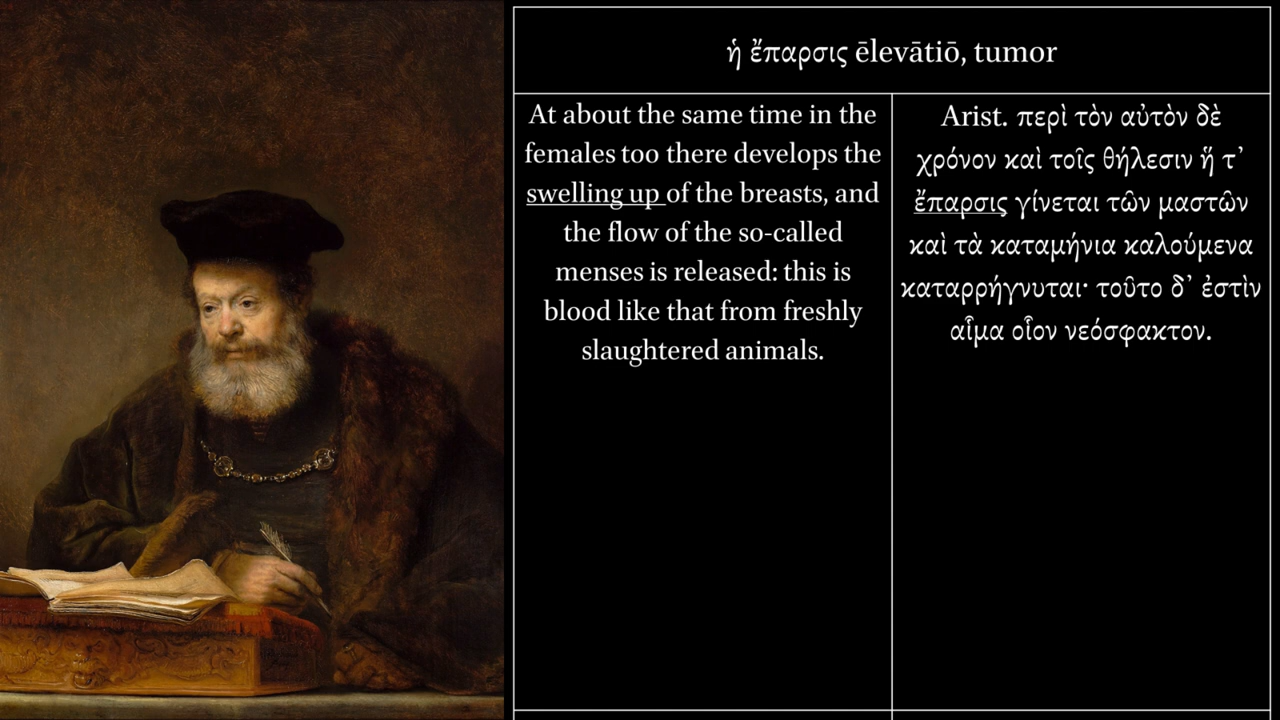 ἡ ἔπαρσις ēlevātiō, tumor
At about the same time in the
females too there develops the
swelling up of the breasts, and
the flow of the so-called
menses is released: this is
blood like that from freshly
slaughtered animals.
Arist. περὶ τὸν αὐτὸν δὲ
χρόνον καὶ τοῖς θήλεσιν ἥ τ’
ἔπαρσις γίνεται τῶν μαστῶν
καὶ τὰ καταμήνια καλούμενα
καταρρήγνυται· τοῦτο δ’ ἐστὶν
αἷμα οἷον νεόσφακτον.